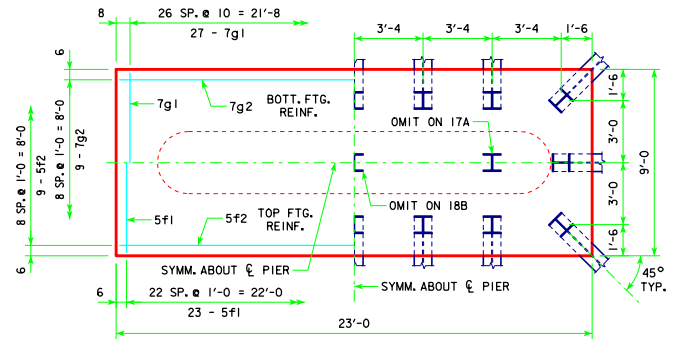 8
26 SP. @ 10 = 21'-8
27 - 7g1
3'-4
3'-4
3'-4
1'-6
6
8 SP. @ 1'-0 = 8'-0
9 - 7g2
8 SP. @ 1'-0 = 8'-0
9 - 5f2
6
7g1
7g2
BOTT. FTG.
REINF.
OMIT ON 17A
OMIT ON 18B
5f1
5f2
TOP FTG.
REINF.
SYMM. ABOUT ℄ PIER
SYMM. ABOUT ℄ PIER
1'-6
3'-0
3'-0
1'-6
9'-0
45°
TYP.
6
22 SP. @ 1'-0 = 22'-0
23 - 5f1
23'-0